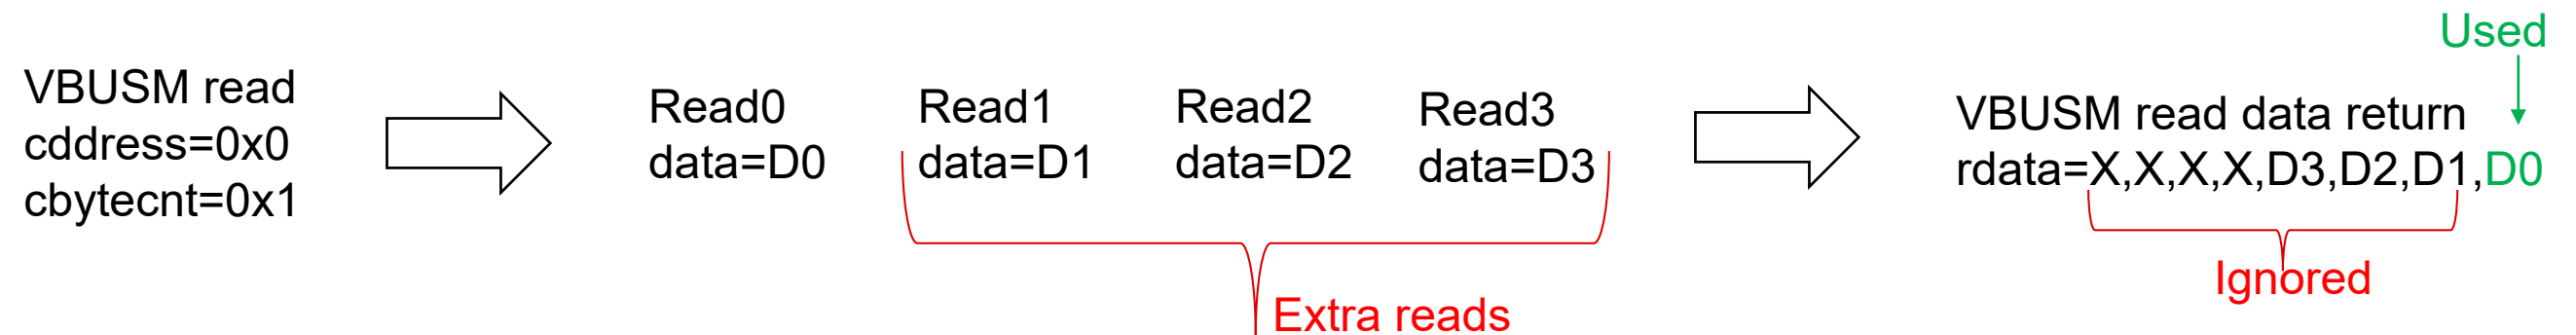 VBUSM read
cddress=0x0
cbytecnt=0x1
Read0
data=D0
Read1
data=D1
Read2
data=D2
Read3
data=D3
Extra reads
Used
VBUSM read data return
rdata=X,X,X,X,D3,D2,D1,D0
Ignored